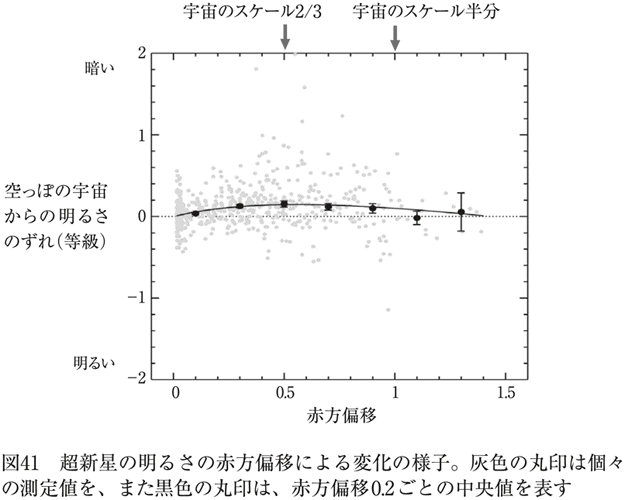 宇宙のスケール2/3 宇宙のスケール半分
2
暗い
1
空っぽの宇宙
からの明るさ
のずれ(等級)
0
−1
明るい
−2
0 0.5 1 1.5
赤方偏移
図41 超新星の明るさの赤方偏移による変化の様子。灰色の丸印は個々
の測定値を、また黒色の丸印は、赤方偏移0.2ごとの中央値を表す